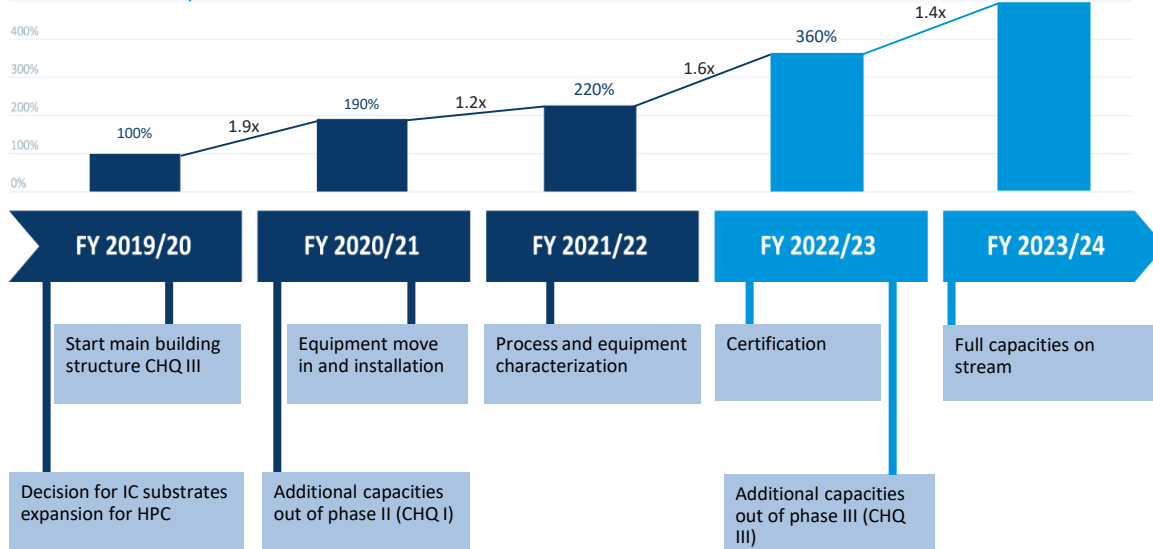 400%
300%
200%
100%
0%
100%
1.9x
190%
1.2x
220%
1.6x
360%
1.4x
FY 2019/20
FY 2020/21
FY 2021/22
FY 2022/23
FY 2023/24
Start main building
structure CHQ III
Equipment move
in and installation
Process and equipment
characterization
Certification
Full capacities on
stream
Decision for IC substrates
expansion for HPC
Additional capacities
out of phase II (CHQ I)
Additional capacities
out of phase III (CHQ
III)